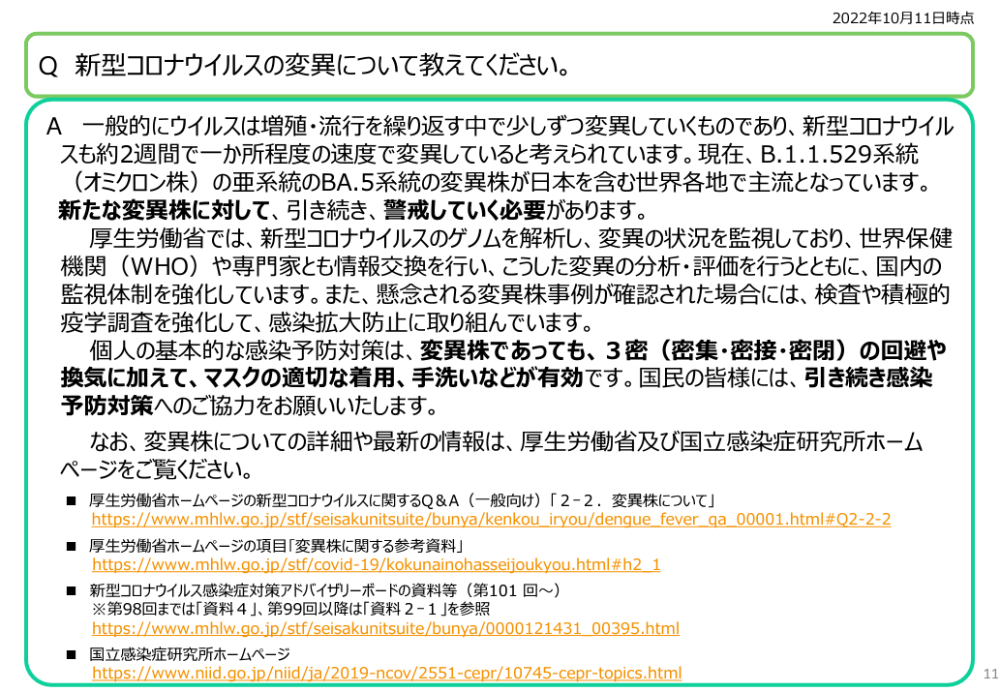 2022年10月11日時点
Q 新型コロナウイルスの変異について教えてください。
A 一般的にウイルスは増殖・流行を繰り返す中で少しずつ変異していくものであり、新型コロナウイル
スも約2週間で一か所程度の速度で変異していると考えられています。現在、B.1.1.529系統
（オミクロン株）の亜系統のBA.5系統の変異株が日本を含む世界各地で主流となっています。
新たな変異株に対して、引き続き、警戒していく必要があります。
厚生労働省では、新型コロナウイルスのゲノムを解析し、変異の状況を監視しており、世界保健
機関（WHO）や専門家とも情報交換を行い、こうした変異の分析・評価を行うとともに、国内の
監視体制を強化しています。また、懸念される変異株事例が確認された場合には、検査や積極的
疫学調査を強化して、感染拡大防止に取り組んでいます。
個人の基本的な感染予防対策は、変異株であっても、３密（密集・密接・密閉）の回避や
換気に加えて、マスクの適切な着用、手洗いなどが有効です。国民の皆様には、引き続き感染
予防対策へのご協力をお願いいたします。
なお、変異株についての詳細や最新の情報は、厚生労働省及び国立感染症研究所ホーム
ページをご覧ください。
■ 厚生労働省ホームページの新型コロナウイルスに関するQ＆A（一般向け）「２−２．変異株について」
https://www.mhlw.go.jp/stf/seisakunitsuite/bunya/kenkou_iryou/dengue_fever_qa_00001.html#Q2-2-2
■ 厚生労働省ホームページの項目「変異株に関する参考資料」
https://www.mhlw.go.jp/stf/covid-19/kokunainohasseijoukyou.html#h2_1
■ 新型コロナウイルス感染症対策アドバイザリーボードの資料等（第101 回～）
※第98回までは「資料４」、第99回以降は「資料２−１」を参照
https://www.mhlw.go.jp/stf/seisakunitsuite/bunya/0000121431_00395.html
■ 国立感染症研究所ホームページ
https://www.niid.go.jp/niid/ja/2019-ncov/2551-cepr/10745-cepr-topics.html
11